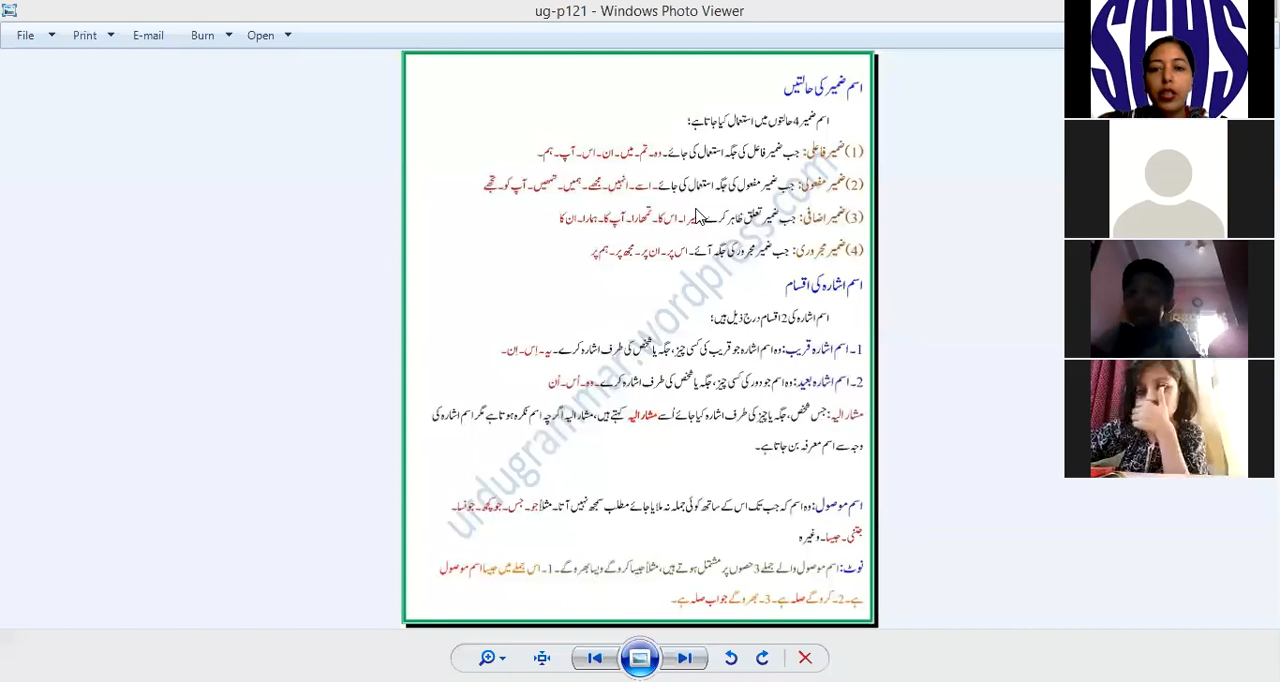 ug-p121 - Windows Photo Viewer
File Print E-mail Burn Open
SCHS
اسم ضمیر کی حالتیں
اسم ضمیر 4 حالتوں میں استعمال کیا جاتا ہے؛
(1) ضمیر فاعلی: جب ضمیر فاعل کی جگہ استعمال کی جائے۔ وہ۔ تم۔ میں۔ ان۔ اس۔ آپ۔ ہم۔
(2) ضمیر مفعولی: جب ضمیر مفعول کی جگہ استعمال کی جائے۔ اسے۔ انہیں۔ مجھے۔ ہمیں۔ تمھیں۔ آپ کو۔ تجھے
(3) ضمیر اضافی: جب ضمیر تعلق ظاہر کرے۔ میرا۔ اس کا۔ تمھارا۔ آپ کا۔ ہمارا۔ ان کا
(4) ضمیر مجروری: جب ضمیر مجرور کی جگہ آئے۔ اس پر۔ ان پر۔ مجھ پر۔ ہم پر
اسم اشارہ کی اقسام
اسم اشارہ کی 2 اقسام درج ذیل ہیں؛
1۔ اسم اشارہ قریب: وہ اسم اشارہ جو قریب کی کسی چیز، جگہ یا شخص کی طرف اشارہ کرے۔ یہ۔ اِس۔ اِن۔
2۔ اسم اشارہ بعید: وہ اسم جو دور کی کسی چیز، جگہ یا شخص کی طرف اشارہ کرے۔ وہ۔ اُس۔ اُن
مشار الیہ: جس شخص، جگہ یا چیز کی طرف اشارہ کیا جائے اُسے مشار الیہ کہتے ہیں، مشار الیہ اگرچہ اسم نکرہ ہوتا ہے مگر اسم اشارہ کی
وجہ سے اسم معرفہ بن جاتا ہے۔
اسم موصول: وہ اسم کہ جب تک اس کے ساتھ کوئی جملہ نہ ملایا جائے مطلب سمجھ نہیں آتا۔ مثلاً جو۔ جس۔ جو کچھ۔ جونسا۔
جتنی۔ جیسا۔ وغیرہ
نوٹ: اسم موصول والے جملے 3 حصوں پر مشتمل ہوتے ہیں، مثلاً جیسا کرو گے ویسا بھرو گے۔ 1۔ اس جملے میں جیسا اسم موصول
ہے۔ 2۔ کرو گے صلہ ہے۔ 3۔ بھرو گے جواب صلہ ہے۔
urdugrammar.wordpress.com